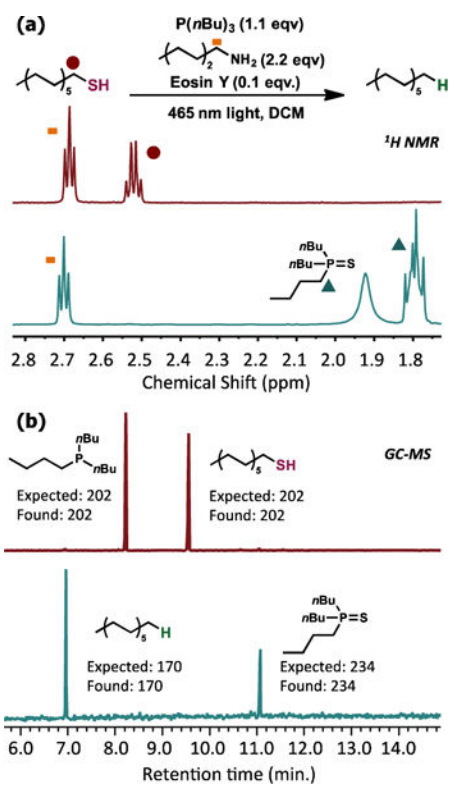 (a)
P(nBu)₃ (1.1 eqv)
( )₂ NH₂ (2.2 eqv)
( )₅ SH
Eosin Y (0.1 eqv.)
( )₅ H
465 nm light, DCM
¹H NMR
nBu
nBu P=S
2.8 2.7 2.6 2.5 2.4 2.3 2.2 2.1 2.0 1.9 1.8
Chemical Shift (ppm)
(b)
GC-MS
nBu
P nBu
( )₅ SH
Expected: 202
Found: 202
Expected: 202
Found: 202
( )₅ H
nBu
nBu P=S
Expected: 170
Found: 170
Expected: 234
Found: 234
6.0 7.0 8.0 9.0 10.0 11.0 12.0 13.0 14.0
Retention time (min.)